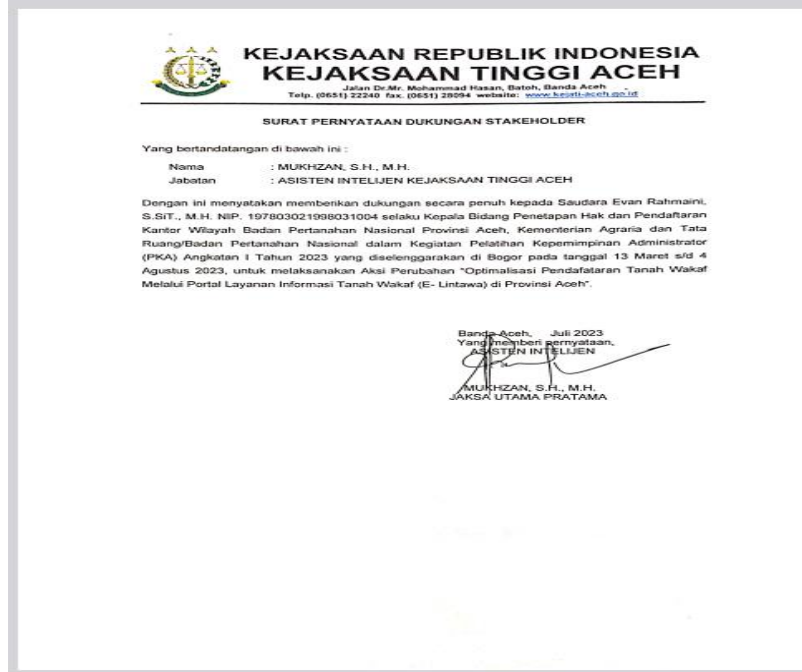 KEJAKSAAN REPUBLIK INDONESIA
KEJAKSAAN TINGGI ACEH
Jalan Dr.Mr. Mohammad Hasan, Batoh, Banda Aceh
Telp. (0651) 22240 fax. (0651) 28094 website: www.kejati-aceh.go.id
SURAT PERNYATAAN DUKUNGAN STAKEHOLDER
Yang bertandatangan di bawah ini :
Nama : MUKHZAN, S.H., M.H.
Jabatan : ASISTEN INTELIJEN KEJAKSAAN TINGGI ACEH
Dengan ini menyatakan memberikan dukungan secara penuh kepada Saudara Evan Rahmaini,
S.SiT., M.H. NIP. 197803021998031004 selaku Kepala Bidang Penetapan Hak dan Pendaftaran
Kantor Wilayah Badan Pertanahan Nasional Provinsi Aceh, Kementerian Agraria dan Tata
Ruang/Badan Pertanahan Nasional dalam Kegiatan Pelatihan Kepemimpinan Administrator
(PKA) Angkatan I Tahun 2023 yang diselenggarakan di Bogor pada tanggal 13 Maret s/d 4
Agustus 2023, untuk melaksanakan Aksi Perubahan "Optimalisasi Pendafataran Tanah Wakaf
Melalui Portal Layanan Informasi Tanah Wakaf (E- Lintawa) di Provinsi Aceh".
Banda Aceh, Juli 2023
Yang memberi pernyataan,
ASISTEN INTELIJEN
MUKHZAN, S.H., M.H.
JAKSA UTAMA PRATAMA